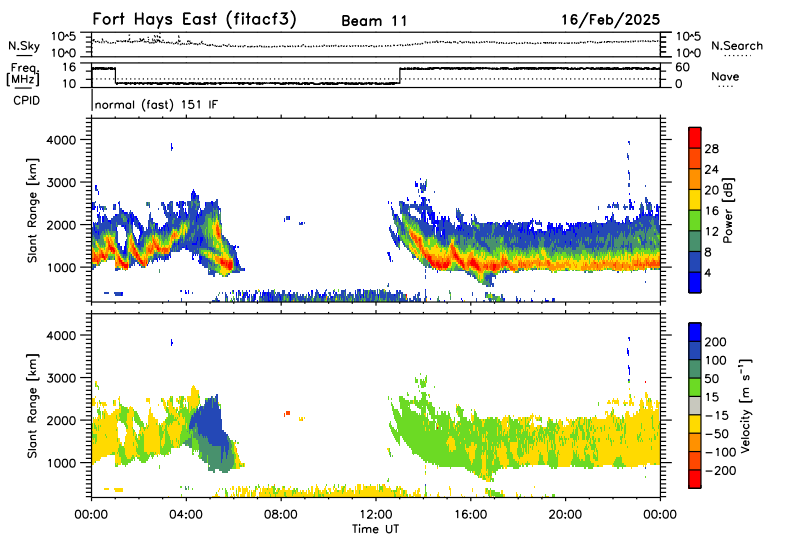 Fort Hays East (fitacf3) Beam 11 16/Feb/2025
10^5 10^5
N.Sky N.Search
10^0 10^0
Freq. 16 60
[MHz] Nave
10 0
CPID normal (fast) 151 IF
4000
3000
2000
1000
Slant Range [km]
28
24
20
16
12
8
4
Power [dB]
4000
3000
2000
1000
Slant Range [km]
200
100
50
15
-15
-50
-100
-200
Velocity [m s⁻¹]
00:00 04:00 08:00 12:00 16:00 20:00 00:00
Time UT